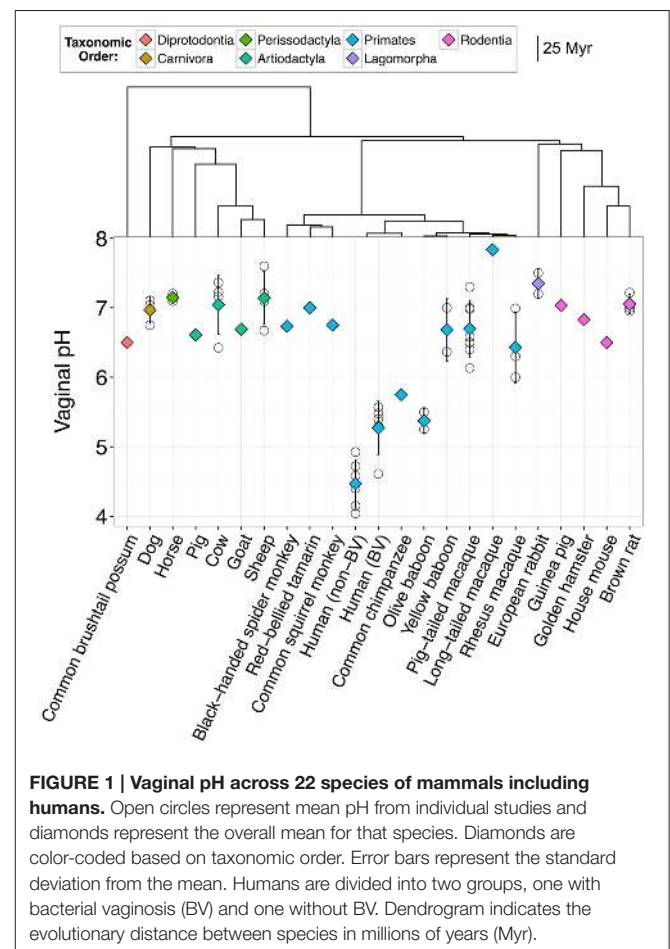 Taxonomic Order:
Diprotodontia Perissodactyla Primates Rodentia
Carnivora Artiodactyla Lagomorpha
25 Myr
8
7
6
5
4
Vaginal pH
Common brushtail possum
Dog
Horse
Pig
Cow
Goat
Sheep
Black-handed spider monkey
Red-bellied tamarin
Common squirrel monkey
Human (non-BV)
Human (BV)
Common chimpanzee
Olive baboon
Yellow baboon
Pig-tailed macaque
Long-tailed macaque
Rhesus macaque
European rabbit
Guinea pig
Golden hamster
House mouse
Brown rat
FIGURE 1 | Vaginal pH across 22 species of mammals including
humans. Open circles represent mean pH from individual studies and
diamonds represent the overall mean for that species. Diamonds are
color-coded based on taxonomic order. Error bars represent the standard
deviation from the mean. Humans are divided into two groups, one with
bacterial vaginosis (BV) and one without BV. Dendrogram indicates the
evolutionary distance between species in millions of years (Myr).